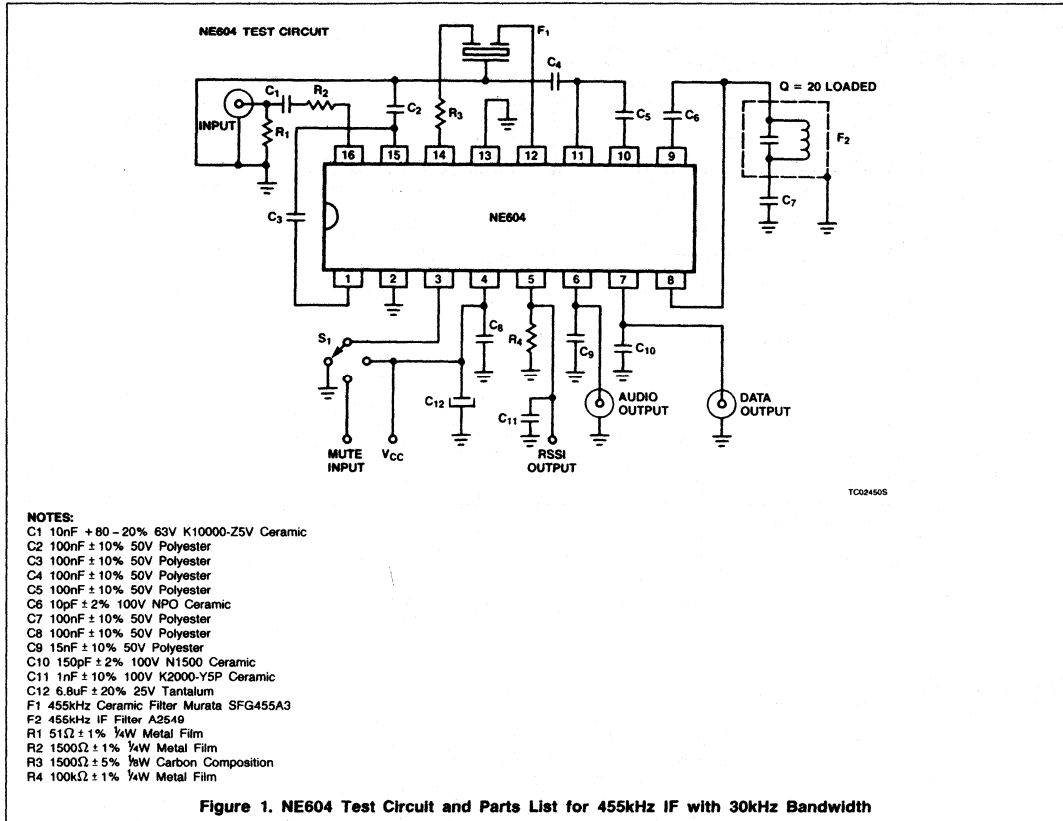 NE604 TEST CIRCUIT
F1
C4
Q = 20 LOADED
C1
R2
C2
R3
C5
C6
F2
INPUT
R1
C7
16 15 14 13 12 11 10 9
C3
NE604
1 2 3 4 5 6 7 8
S1
C8
R4
C9
C10
C12
C11
AUDIO
OUTPUT
DATA
OUTPUT
MUTE
INPUT
VCC
RSSI
OUTPUT
TC02450S
NOTES:
C1 10nF +80 – 20% 63V K10000-Z5V Ceramic
C2 100nF ± 10% 50V Polyester
C3 100nF ± 10% 50V Polyester
C4 100nF ± 10% 50V Polyester
C5 100nF ± 10% 50V Polyester
C6 10pF ± 2% 100V NPO Ceramic
C7 100nF ± 10% 50V Polyester
C8 100nF ± 10% 50V Polyester
C9 15nF ± 10% 50V Polyester
C10 150pF ± 2% 100V N1500 Ceramic
C11 1nF ± 10% 100V K2000-Y5P Ceramic
C12 6.8uF ± 20% 25V Tantalum
F1 455kHz Ceramic Filter Murata SFG455A3
F2 455kHz IF Filter A2549
R1 51Ω ± 1% ¼W Metal Film
R2 1500Ω ± 1% ¼W Metal Film
R3 1500Ω ± 5% ⅛W Carbon Composition
R4 100kΩ ± 1% ¼W Metal Film
Figure 1. NE604 Test Circuit and Parts List for 455kHz IF with 30kHz Bandwidth